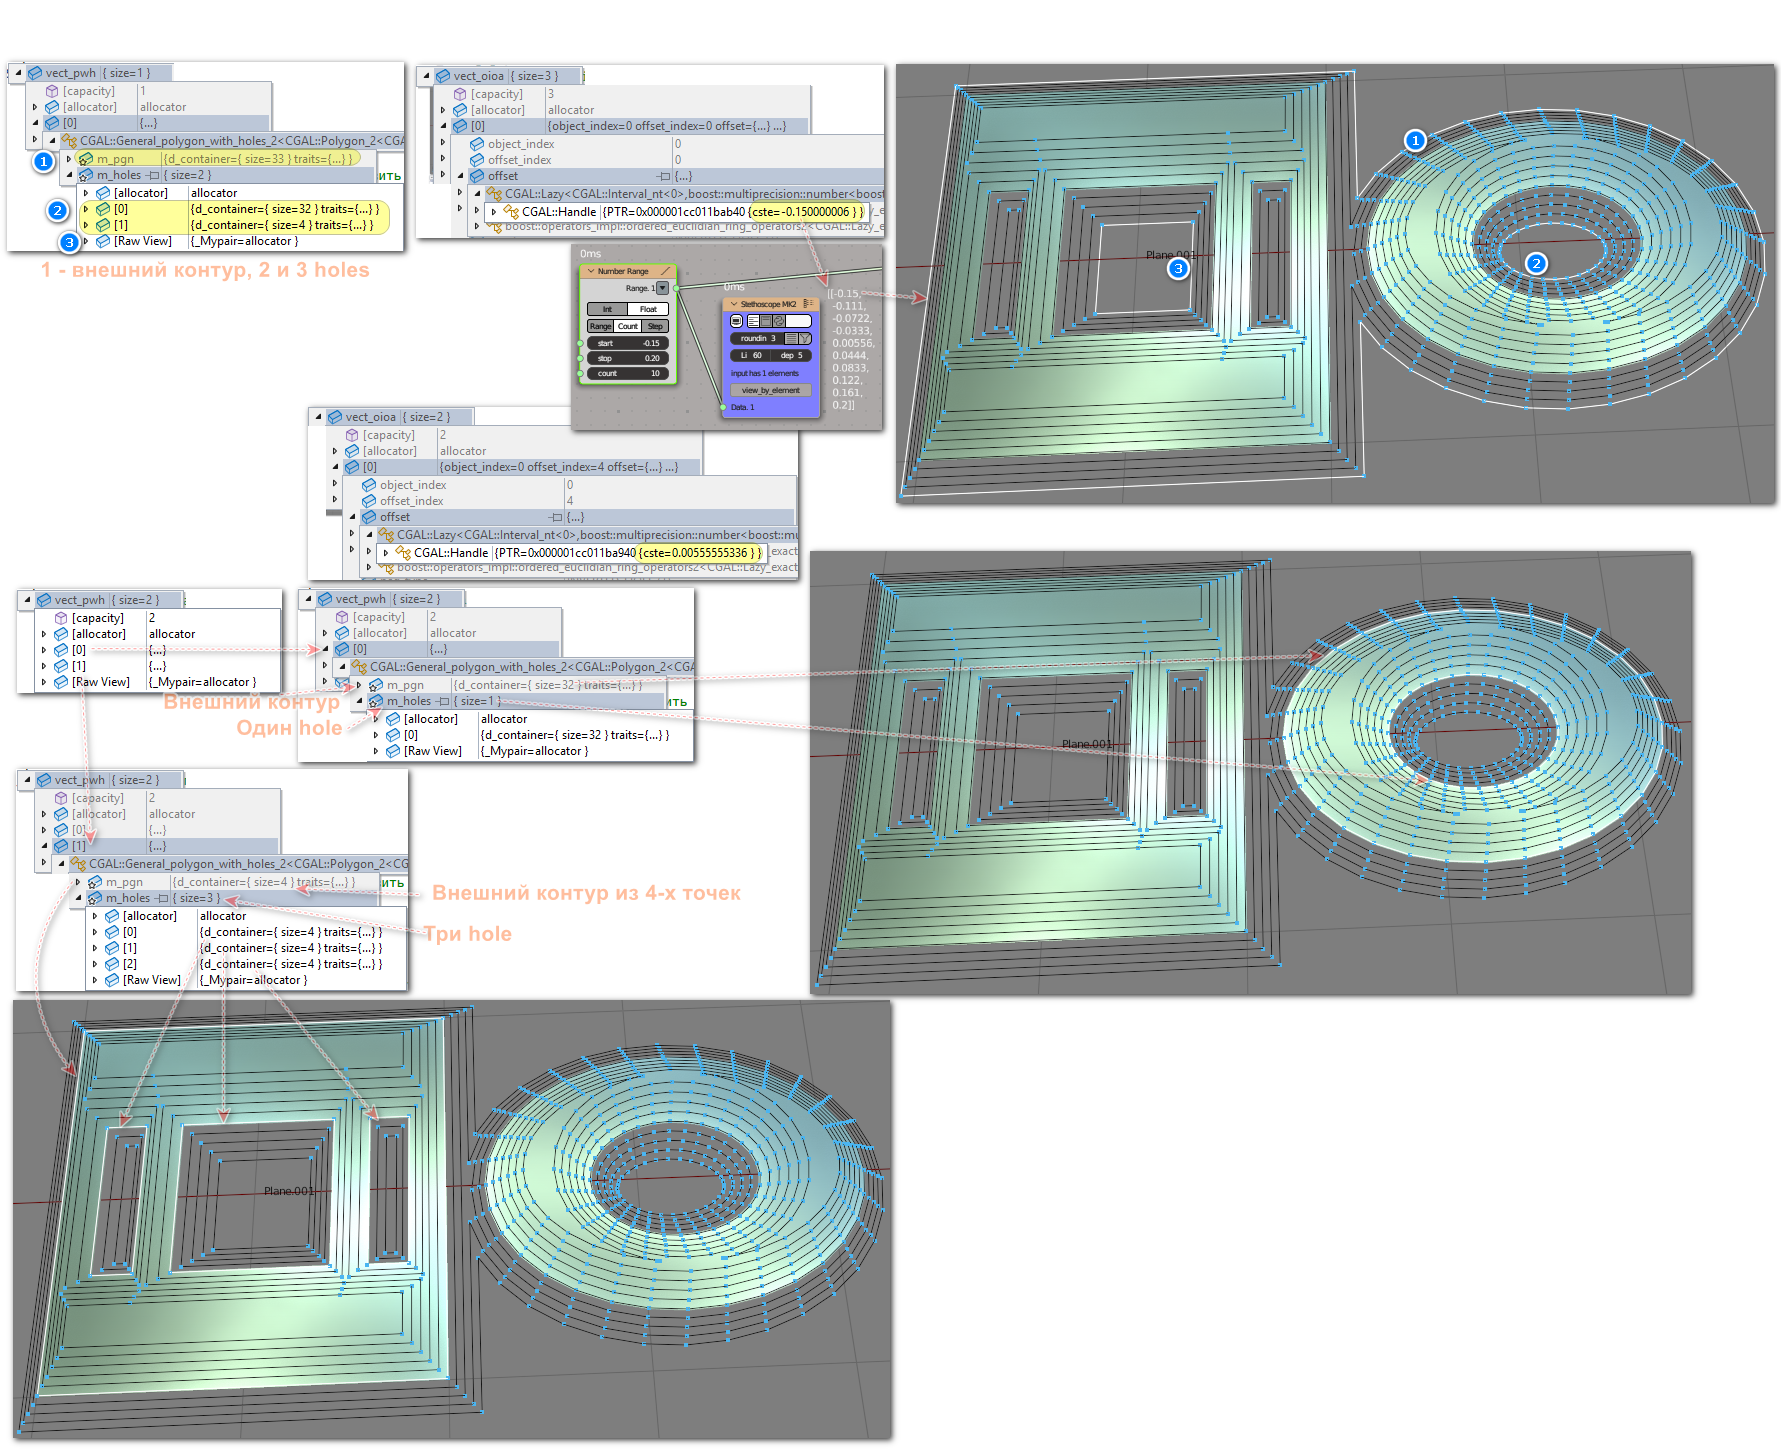 vect_pwh { size=1 }
[capacity] 1
[allocator] allocator
[0] {...}
CGAL::General_polygon_with_holes_2<CGAL::Polygon_2<CGA
1 m_pgn {d_container={ size=33 } traits={...} }
m_holes { size=2 } ить
[allocator] allocator
2 [0] {d_container={ size=32 } traits={...} }
[1] {d_container={ size=4 } traits={...} }
3 [Raw View] {_Mypair=allocator }
1 - внешний контур, 2 и 3 holes
vect_oioa { size=3 }
[capacity] 3
[allocator] allocator
[0] {object_index=0 offset_index=0 offset={...} ...}
object_index 0
offset_index 0
offset {...}
CGAL::Lazy<CGAL::Interval_nt<0>,boost::multiprecision::number<boost
CGAL::Handle {PTR=0x000001cc011bab40 {cste=-0.150000006 } }
boost::operators_impl::ordered_euclidian_ring_operators2<CGAL::Lazy_e
0ms
Number Range
Range. 1
Int Float
Range Count Step
start -0.15
stop 0.20
count 10
0ms
Stethoscope MK2
roundin 3
Li 60 dep 5
input has 1 elements
view_by_element
Data. 1
[[-0.15,
-0.111,
-0.0722,
-0.0333,
0.00556,
0.0444,
0.0833,
0.122,
0.161,
0.2]]
1
Plane.001
2
3
vect_oioa { size=2 }
[capacity] 2
[allocator] allocator
[0] {object_index=0 offset_index=4 offset={...} ...}
object_index 0
offset_index 4
offset {...}
CGAL::Lazy<CGAL::Interval_nt<0>,boost::multiprecision::number<boost::mu
CGAL::Handle {PTR=0x000001cc011ba940 {cste=0.00555555336 } } _exact
boost::operators_impl::ordered_euclidian_ring_operators2<CGAL::Lazy_exact
vect_pwh { size=2 }
[capacity] 2
[allocator] allocator
[0] {...}
[1] {...}
[Raw View] {_Mypair=allocator }
vect_pwh { size=2 }
[capacity] 2
[allocator] allocator
[0] {...}
CGAL::General_polygon_with_holes_2<CGAL::Polygon_2<CGA
m_pgn {d_container={ size=32 } traits={...} }
m_holes { size=1 } ить
[allocator] allocator
[0] {d_container={ size=32 } traits={...} }
[Raw View] {_Mypair=allocator }
Внешний контур
Один hole
Plane.001
vect_pwh { size=2 }
[capacity] 2
[allocator] allocator
[0] {...}
[1] {...}
CGAL::General_polygon_with_holes_2<CGAL::Polygon_2<CG
m_pgn {d_container={ size=4 } traits={...} } ить
m_holes { size=3 }
[allocator] allocator
[0] {d_container={ size=4 } traits={...} }
[1] {d_container={ size=4 } traits={...} }
[2] {d_container={ size=4 } traits={...} }
[Raw View] {_Mypair=allocator }
Внешний контур из 4-х точек
Три hole
Plane.001